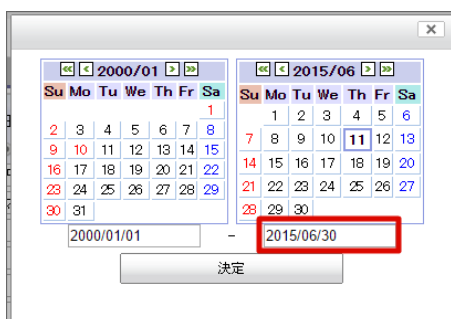 2000/01
Su Mo Tu We Th Fr Sa
1
2 3 4 5 6 7 8
9 10 11 12 13 14 15
16 17 18 19 20 21 22
23 24 25 26 27 28 29
30 31
2000/01/01
2015/06
Su Mo Tu We Th Fr Sa
1 2 3 4 5 6
7 8 9 10 11 12 13
14 15 16 17 18 19 20
21 22 23 24 25 26 27
28 29 30
–
2015/06/30
決定